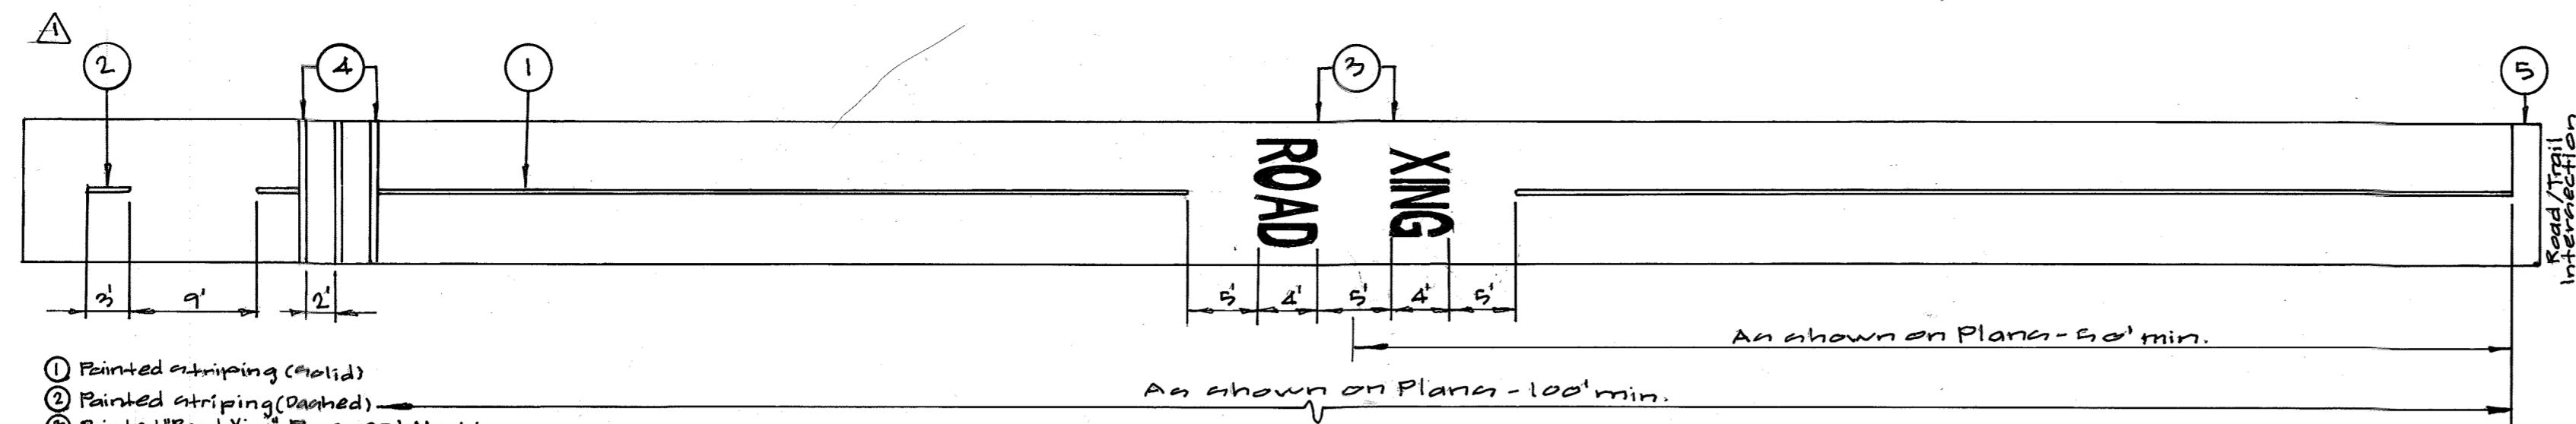 1
2
4
1
3
5
ROAD
XING
Road/Trail
Intersection
3'
9'
2'
5'
4'
5'
4'
5'
As shown on Plans - 50' min.
As shown on Plans - 100' min.
1 Painted striping (solid)
2 Painted striping (Dashed)